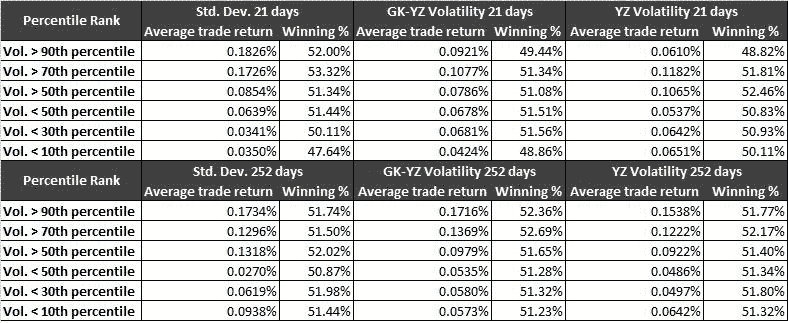 Percentile Rank Std. Dev. 21 days GK-YZ Volatility 21 days YZ Volatility 21 days
Average trade return Winning % Average trade return Winning % Average trade return Winning %
Vol. > 90th percentile 0.1826% 52.00% 0.0921% 49.44% 0.0610% 48.82%
Vol. > 70th percentile 0.1726% 53.32% 0.1077% 51.34% 0.1182% 51.81%
Vol. > 50th percentile 0.0854% 51.34% 0.0786% 51.08% 0.1065% 52.46%
Vol. < 50th percentile 0.0639% 51.44% 0.0678% 51.51% 0.0537% 50.83%
Vol. < 30th percentile 0.0341% 50.11% 0.0681% 51.56% 0.0642% 50.93%
Vol. < 10th percentile 0.0350% 47.64% 0.0424% 48.86% 0.0651% 50.11%
Percentile Rank Std. Dev. 252 days GK-YZ Volatility 252 days YZ Volatility 252 days
Average trade return Winning % Average trade return Winning % Average trade return Winning %
Vol. > 90th percentile 0.1734% 51.74% 0.1716% 52.36% 0.1538% 51.77%
Vol. > 70th percentile 0.1296% 51.50% 0.1369% 52.69% 0.1222% 52.17%
Vol. > 50th percentile 0.1318% 52.02% 0.0979% 51.65% 0.0922% 51.40%
Vol. < 50th percentile 0.0270% 50.87% 0.0535% 51.28% 0.0486% 51.34%
Vol. < 30th percentile 0.0619% 51.98% 0.0580% 51.32% 0.0497% 51.80%
Vol. < 10th percentile 0.0938% 51.44% 0.0573% 51.23% 0.0642% 51.32%